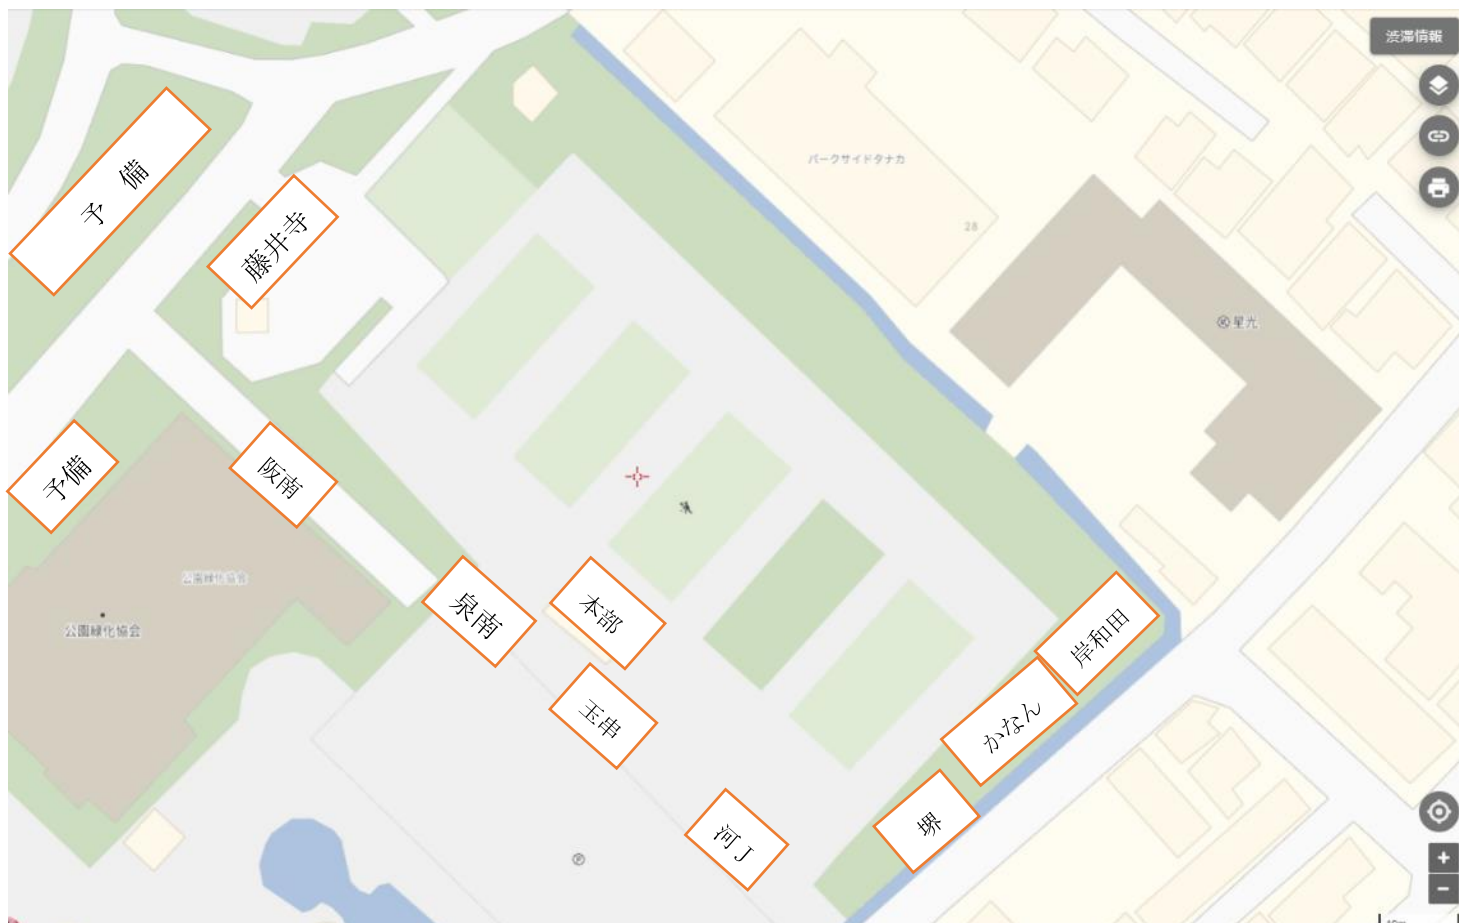 渋滞情報
パークサイドタナカ
予　備
藤井寺
28
星光
予備
阪南
公園緑化協会
公園緑化協会
泉南
本部
岸和田
玉串
かなん
河J
堺
P
+
−